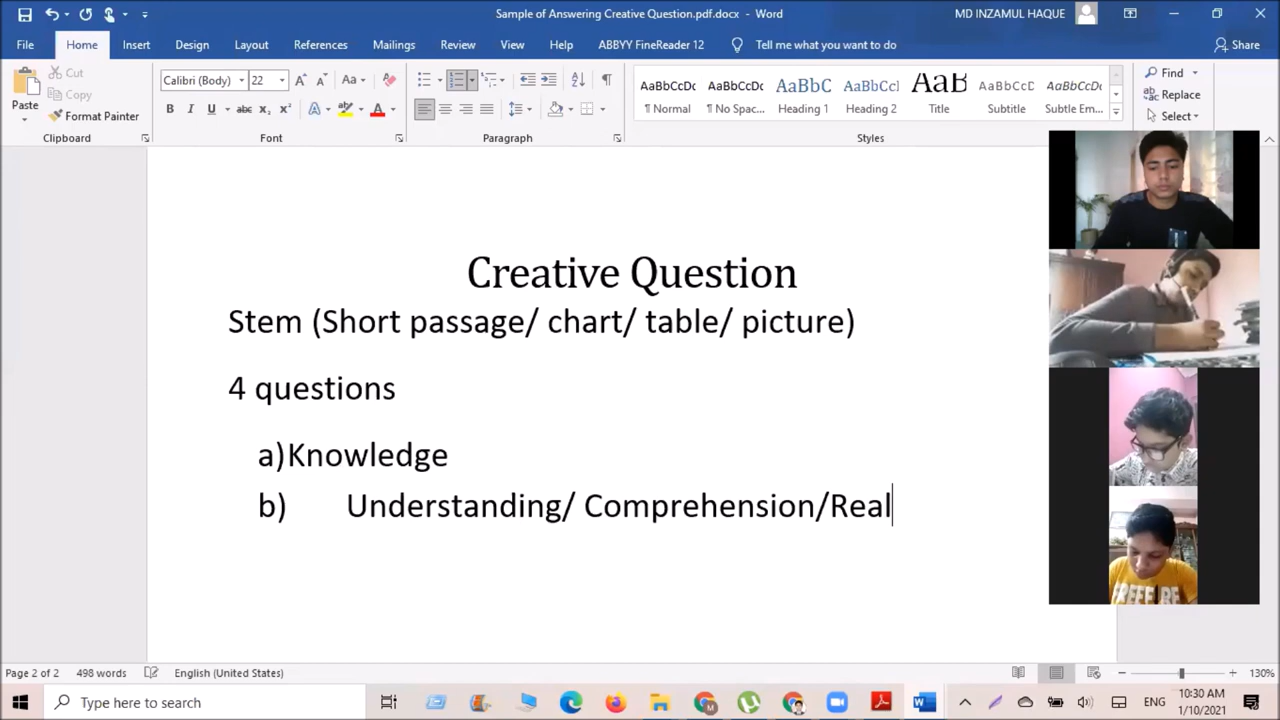 Sample of Answering Creative Question.pdf.docx - Word
MD INZAMUL HAQUE
File Home Insert Design Layout References Mailings Review View Help ABBYY FineReader 12 Tell me what you want to do Share
Cut
Copy
Format Painter
Paste
Clipboard
Calibri (Body) 22
Font
Paragraph
AaBbCcDc AaBbCcDc AaBbC AaBbCcl AaB AaBbCcD AaBbCcDc
¶ Normal ¶ No Spac... Heading 1 Heading 2 Title Subtitle Subtle Em...
Styles
Find
Replace
Select
Creative Question
Stem (Short passage/ chart/ table/ picture)
4 questions
a)Knowledge
b) Understanding/ Comprehension/Real
FREEFIRE
Page 2 of 2 498 words English (United States) 130%
Type here to search
ENG
10:30 AM
1/10/2021